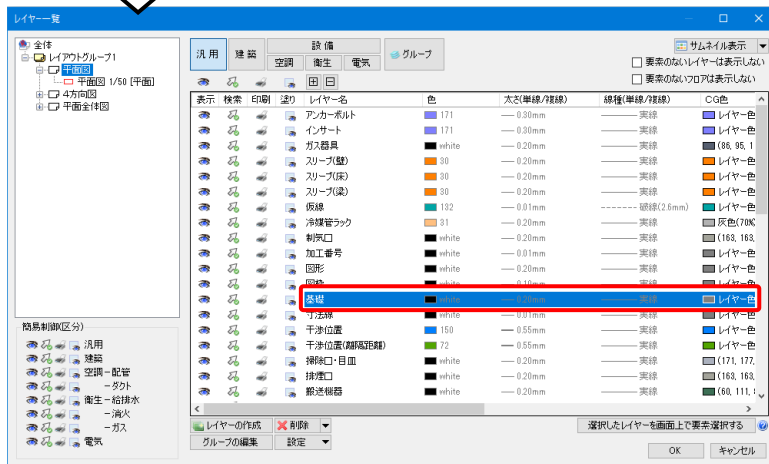 レイヤー一覧
全体
レイアウトグループ1
平面図
平面図 1/50 [平面]
4方向図
平面全体図
簡易制御(区分)
汎用
建築
空調－配管
－ダクト
衛生－給排水
－消火
－ガス
電気
汎用 建築 設備 グループ
空調 衛生 電気
サムネイル表示
要素のないレイヤーは表示しない
要素のないフロアは表示しない
表示 検索 印刷 塗り レイヤー名 色 太さ(単線/複線) 線種(単線/複線) CG色
アンカーボルト 171 0.30mm 実線 レイヤー色
インサート 171 0.30mm 実線 レイヤー色
ガス器具 white 0.20mm 実線 (86, 95, 1
スリーブ(壁) 30 0.20mm 実線 レイヤー色
スリーブ(床) 30 0.20mm 実線 レイヤー色
スリーブ(梁) 30 0.20mm 実線 レイヤー色
仮線 132 0.01mm 破線(2.6mm) レイヤー色
冷媒管ラック 31 0.20mm 実線 灰色(70%
制気口 white 0.20mm 実線 (163, 163,
加工番号 white 0.01mm 実線 レイヤー色
図形 white 0.20mm 実線 レイヤー色
図枠 white 0.10mm 実線 レイヤー色
基礎 white 0.20mm 実線 レイヤー色
寸法線 white 0.01mm 実線 レイヤー色
干渉位置 150 0.55mm 実線 レイヤー色
干渉位置(離隔距離) 72 0.55mm 実線 レイヤー色
掃除口・目皿 white 0.20mm 実線 (171, 177,
排煙口 white 0.20mm 実線 (163, 163,
搬送機器 white 0.20mm 実線 (60, 111,
レイヤーの作成 削除 選択したレイヤーを画面上で要素選択する
グループの編集 設定
OK キャンセル